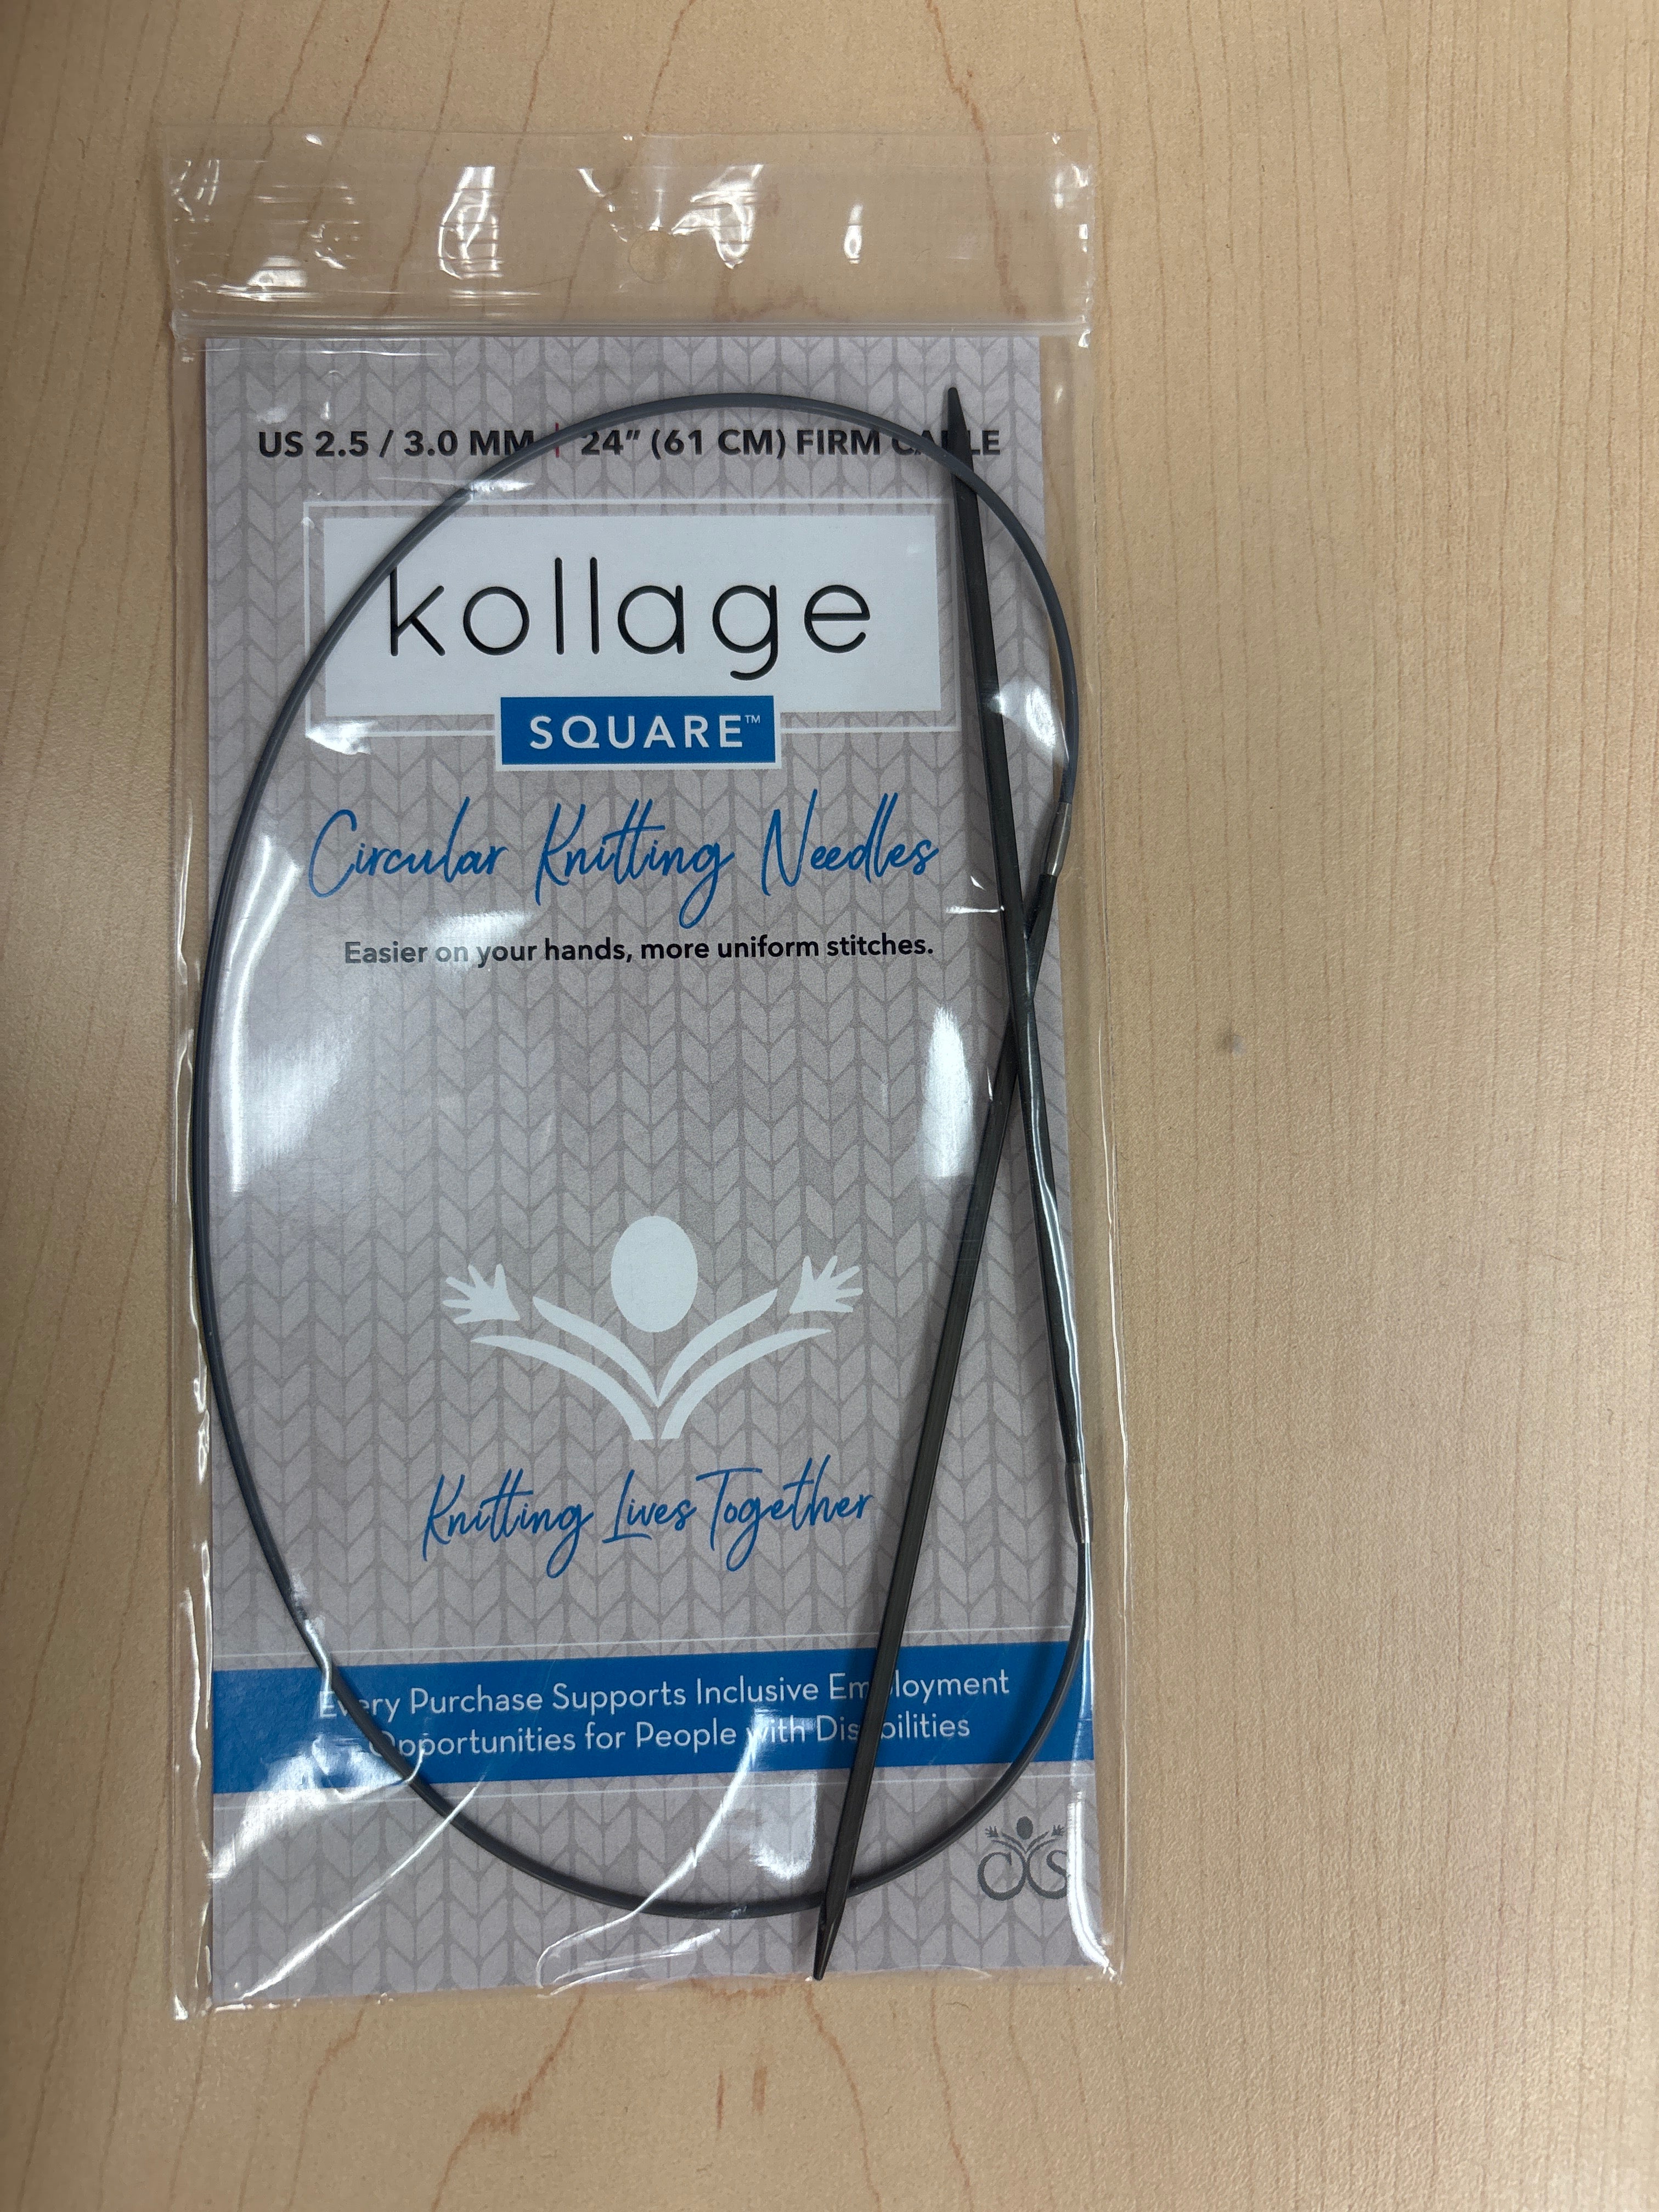 US 2.5 / 3.0 MM | 24” (61 CM) FIRM CABLE
kollage
SQUARE™
Circular Knitting Needles
Easier on your hands, more uniform stitches.
Knitting Lives Together
Every Purchase Supports Inclusive Employment
Opportunities for People with Disabilities